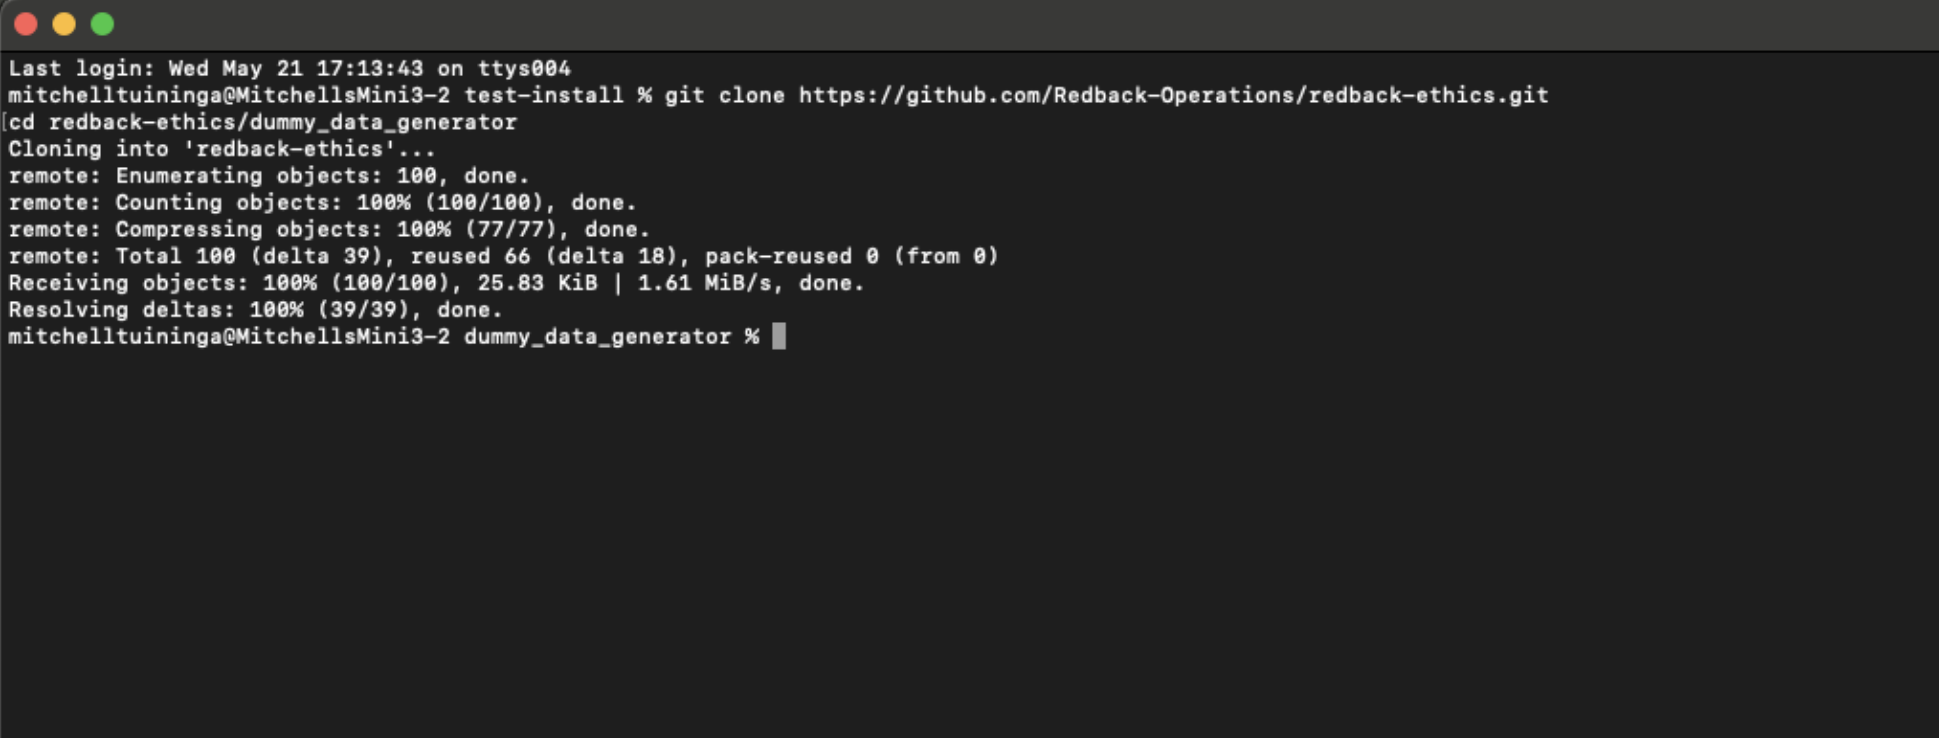 Last login: Wed May 21 17:13:43 on ttys004
mitchelltuininga@MitchellsMini3-2 test-install % git clone https://github.com/Redback-Operations/redback-ethics.git
[cd redback-ethics/dummy_data_generator
Cloning into 'redback-ethics'...
remote: Enumerating objects: 100, done.
remote: Counting objects: 100% (100/100), done.
remote: Compressing objects: 100% (77/77), done.
remote: Total 100 (delta 39), reused 66 (delta 18), pack-reused 0 (from 0)
Receiving objects: 100% (100/100), 25.83 KiB | 1.61 MiB/s, done.
Resolving deltas: 100% (39/39), done.
mitchelltuininga@MitchellsMini3-2 dummy_data_generator %